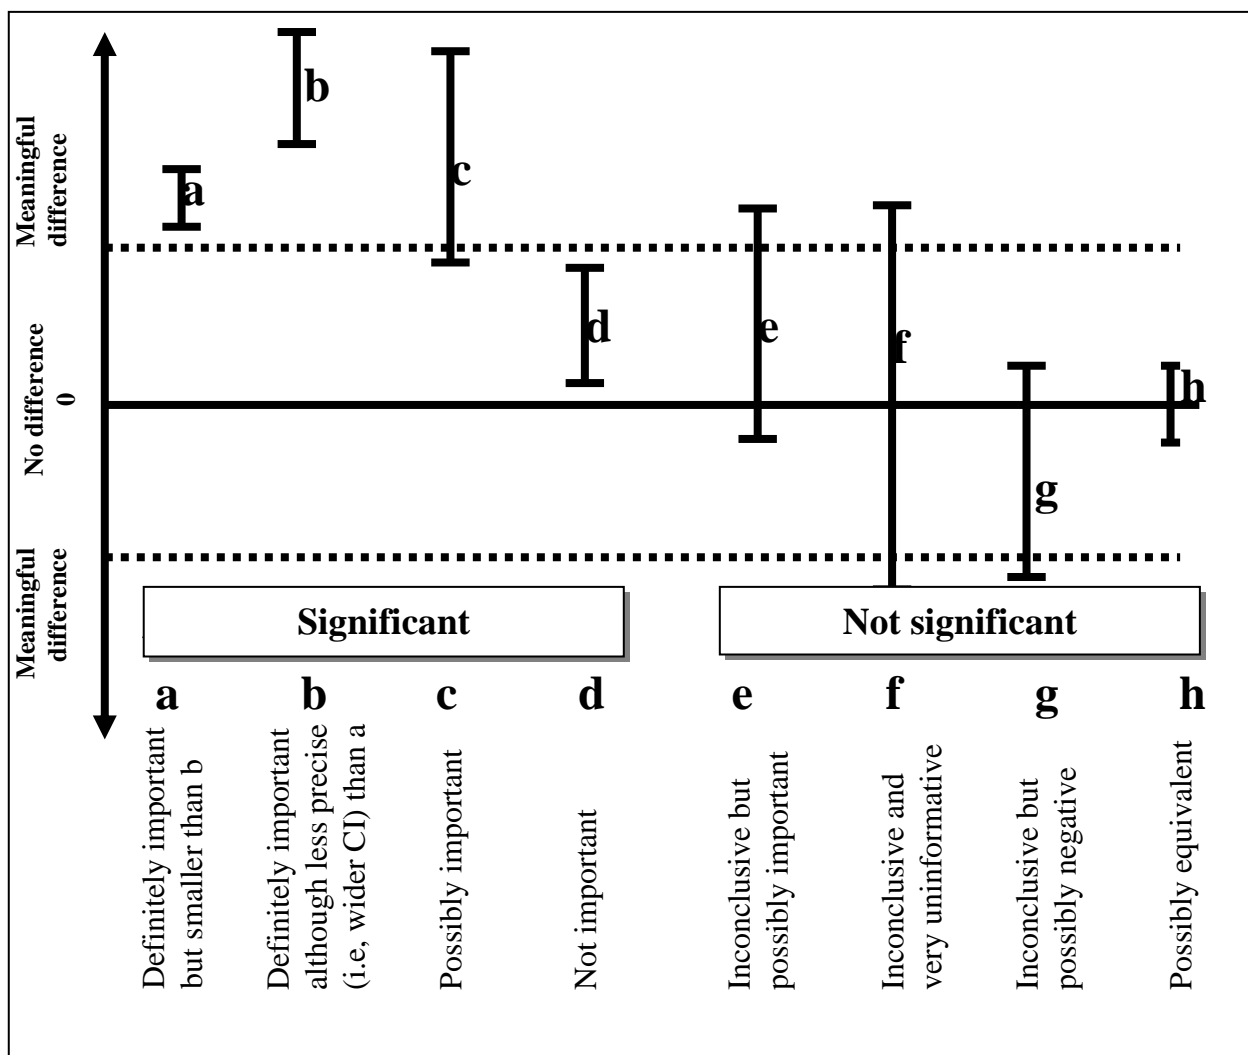 Meaningful
difference
No difference
0
Meaningful
difference
a
b
c
d
e
f
g
h
Significant
Not significant
a
b
c
d
e
f
g
h
Definitely important
but smaller than b
Definitely important
although less precise
(i.e, wider CI) than a
Possibly important
Not important
Inconclusive but
possibly important
Inconclusive and
very uninformative
Inconclusive but
possibly negative
Possibly equivalent